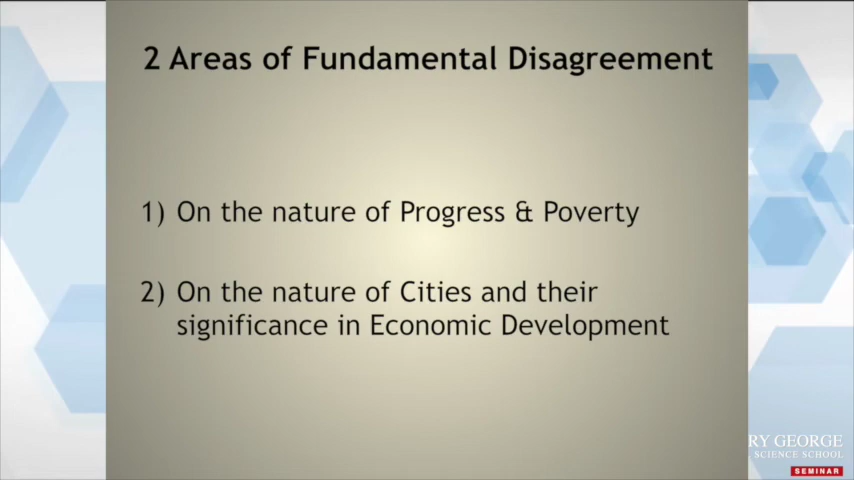 2 Areas of Fundamental Disagreement
1) On the nature of Progress & Poverty
2) On the nature of Cities and their
significance in Economic Development
RY GEORGE
SCIENCE SCHOOL
SEMINAR